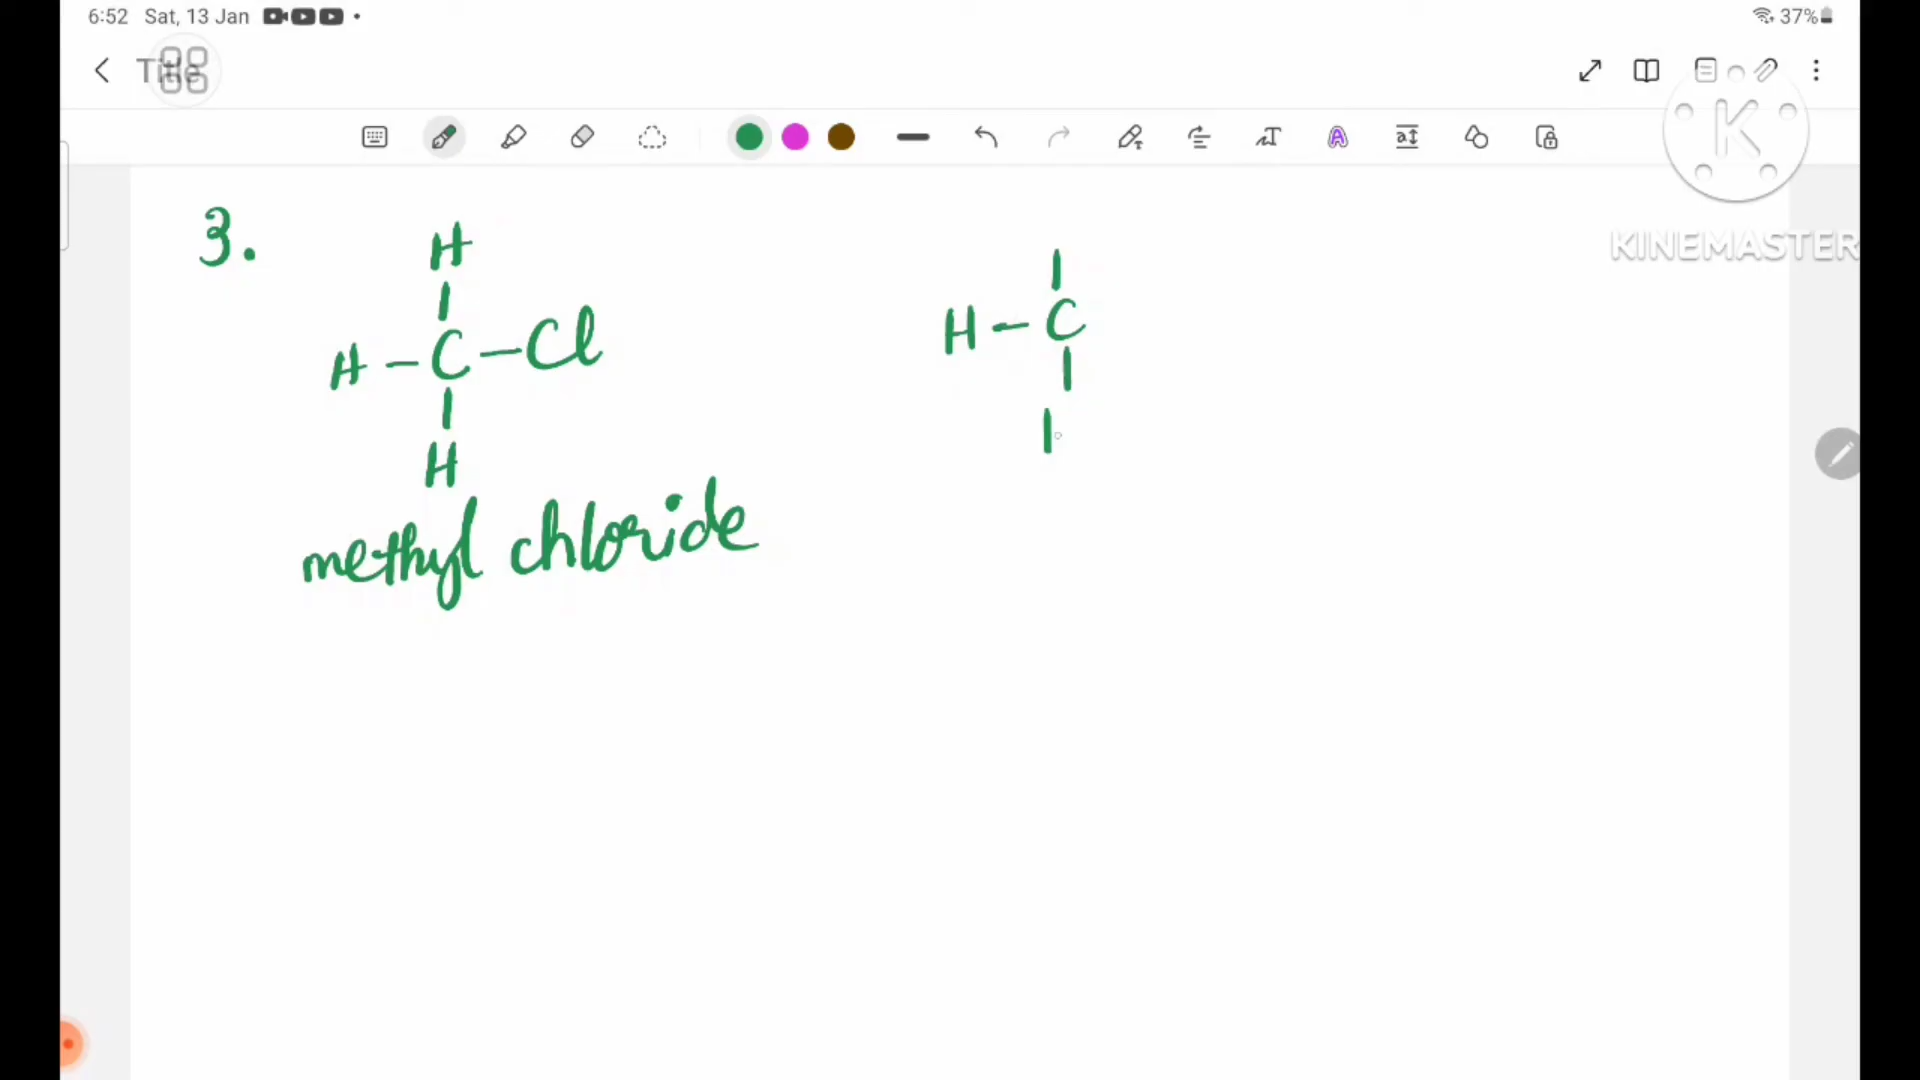 6:52 Sat, 13 Jan
37%
Title
K
KINEMASTER
3.
H
H – C – Cl
H
methyl chloride
H – C